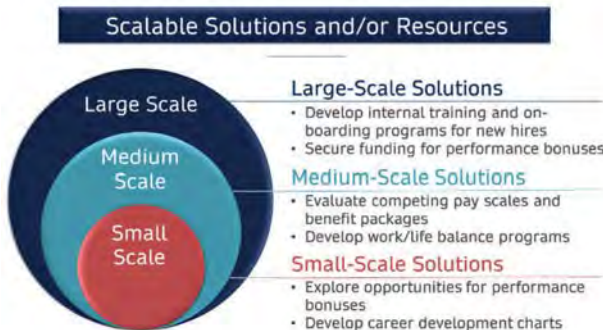 Scalable Solutions and/or Resources
Large Scale
Medium
Scale
Small
Scale
Large-Scale Solutions
• Develop internal training and on-
boarding programs for new hires
• Secure funding for performance bonuses
Medium-Scale Solutions
• Evaluate competing pay scales and
benefit packages
• Develop work/life balance programs
Small-Scale Solutions
• Explore opportunities for performance
bonuses
• Develop career development charts